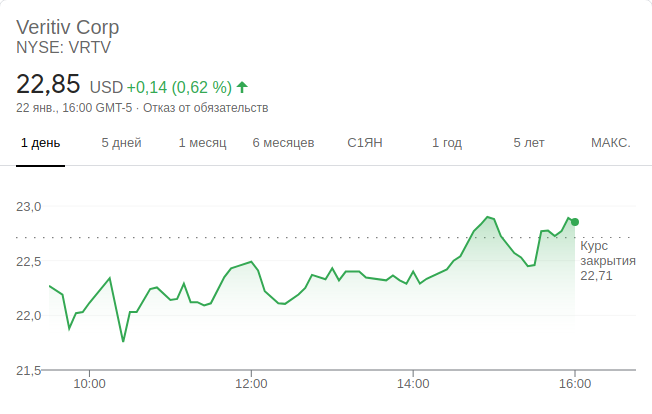 Veritiv Corp
NYSE: VRTV
22,85 USD +0,14 (0,62 %)
22 янв., 16:00 GMT-5 · Отказ от обязательств
1 день 5 дней 1 месяц 6 месяцев С1ЯН 1 год 5 лет МАКС.
23,0
Курс
закрытия
22,71
22,5
22,0
21,5
10:00 12:00 14:00 16:00